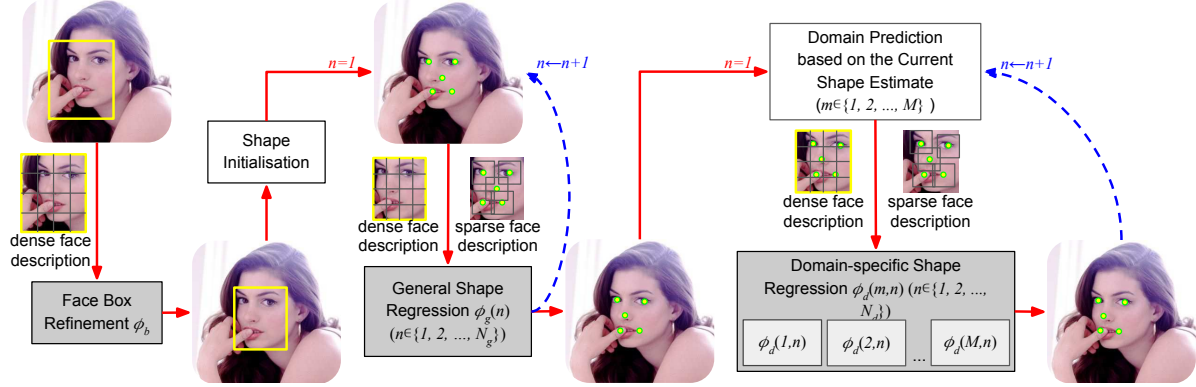 dense face
description
Face Box
Refinement ϕb
Shape
Initialisation
n=1
n←n+1
dense face
description
sparse face
description
General Shape
Regression ϕg(n)
(n∈{1, 2, ..., Ng})
n=1
Domain Prediction
based on the Current
Shape Estimate
(m∈{1, 2, ..., M} )
n←n+1
dense face
description
sparse face
description
Domain-specific Shape
Regression ϕd(m,n) (n∈{1, 2, ...,
Nd})
ϕd(1,n)
ϕd(2,n)
...
ϕd(M,n)